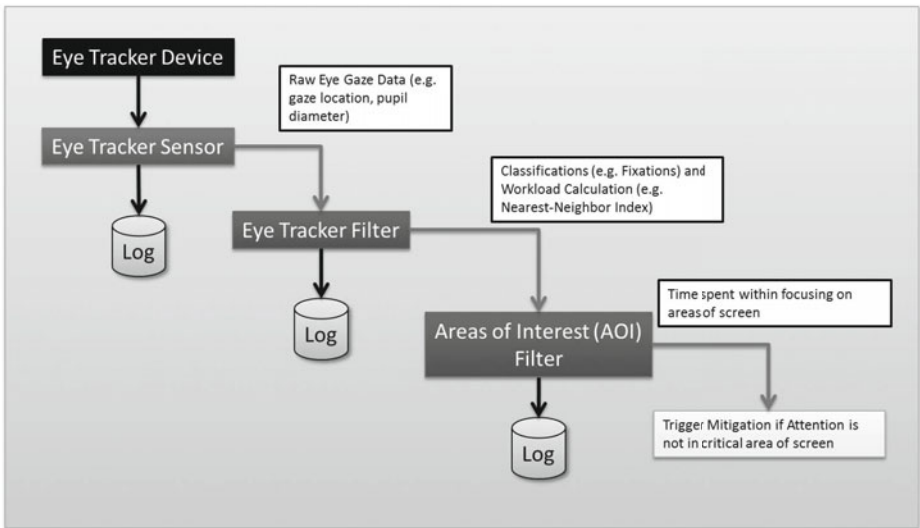 Eye Tracker Device
Raw Eye Gaze Data (e.g.
gaze location, pupil
diameter)
Eye Tracker Sensor
Log
Classifications (e.g. Fixations) and
Workload Calculation (e.g.
Nearest-Neighbor Index)
Eye Tracker Filter
Log
Time spent within focusing on
areas of screen
Areas of Interest (AOI)
Filter
Log
Trigger Mitigation if Attention is
not in critical area of screen